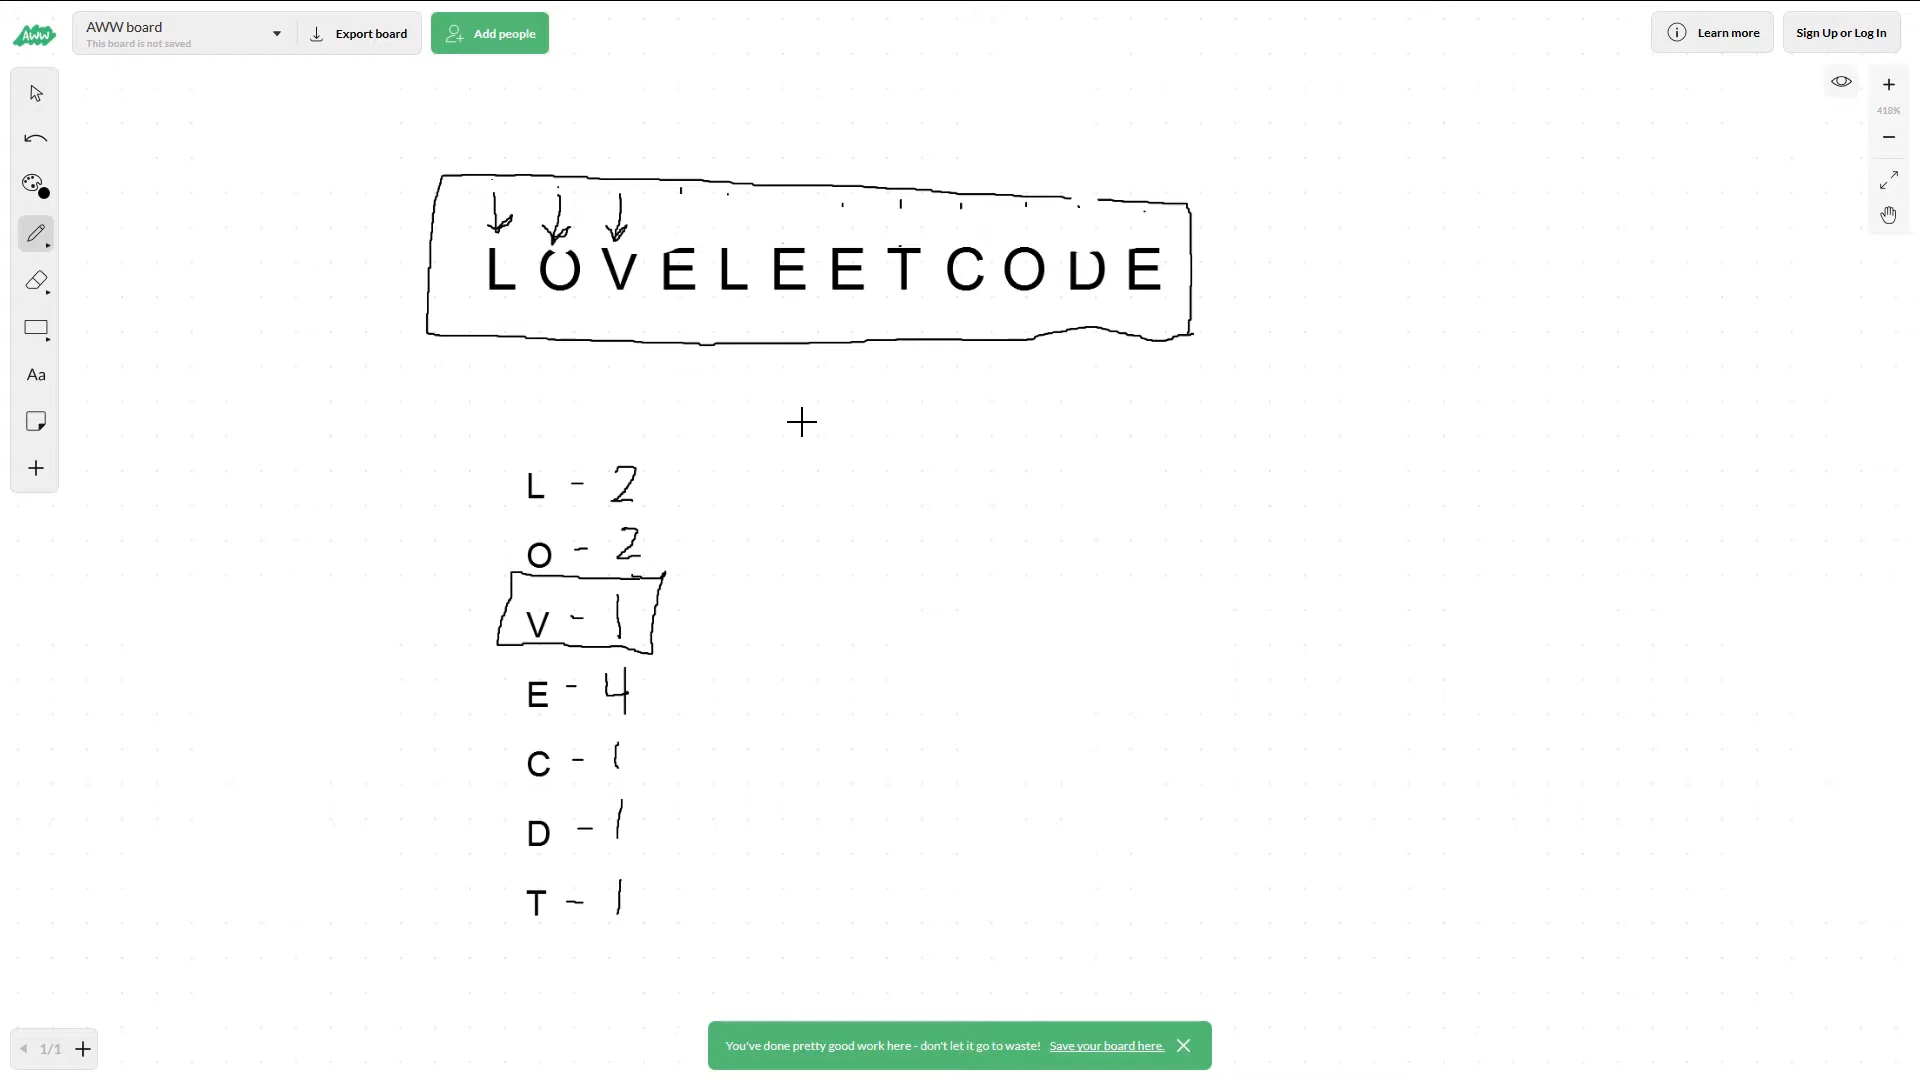 AWW
AWW board
This board is not saved
Export board
Add people
Learn more
Sign Up or Log In
418%
LOVELEETCODE
L - 2
O - 2
V - 1
E - 4
C - 1
D - 1
T - 1
Aa
1/1
You've done pretty good work here - don't let it go to waste! Save your board here.